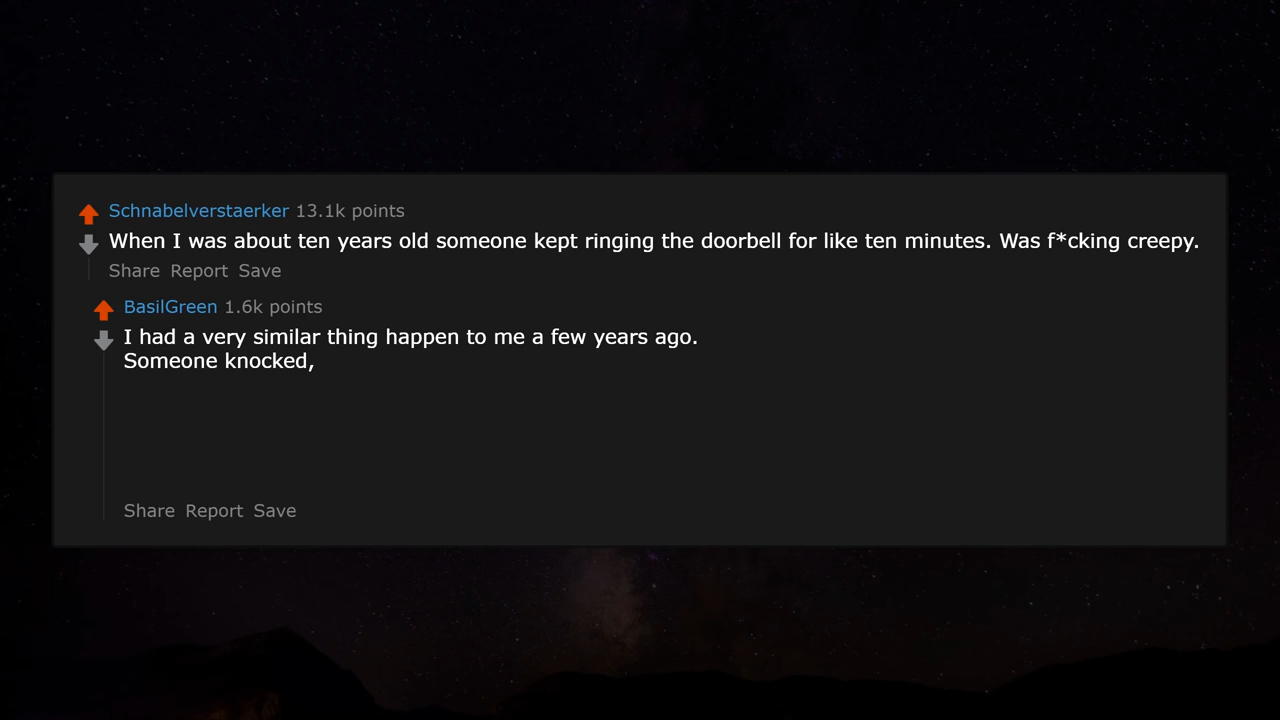 Schnabelverstaerker 13.1k points
When I was about ten years old someone kept ringing the doorbell for like ten minutes. Was f*cking creepy.
Share Report Save
BasilGreen 1.6k points
I had a very similar thing happen to me a few years ago.
Someone knocked,
Share Report Save